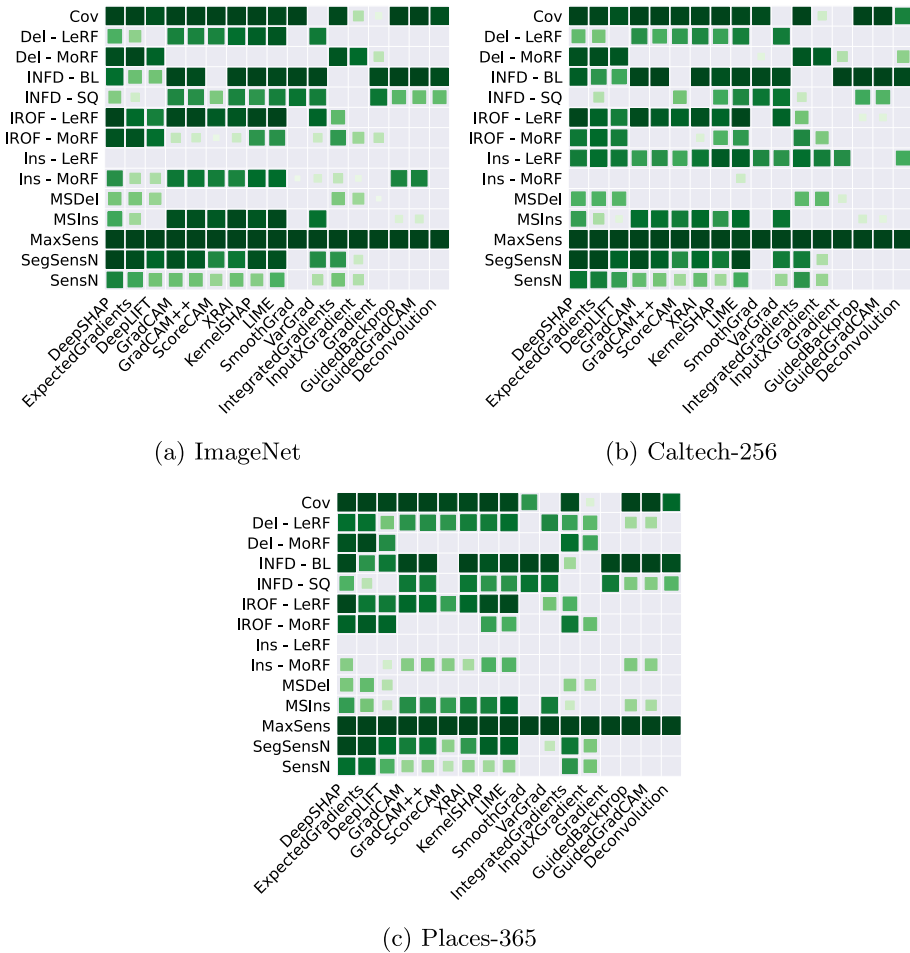 Cov
Del - LeRF
Del - MoRF
INFD - BL
INFD - SQ
IROF - LeRF
IROF - MoRF
Ins - LeRF
Ins - MoRF
MSDel
MSIns
MaxSens
SegSensN
SensN
DeepSHAP
ExpectedGradients
DeepLIFT
GradCAM
GradCAM++
ScoreCAM
XRAI
KernelSHAP
LIME
SmoothGrad
VarGrad
IntegratedGradients
InputXGradient
Gradient
GuidedBackprop
GuidedGradCAM
Deconvolution
(a) ImageNet
Cov
Del - LeRF
Del - MoRF
INFD - BL
INFD - SQ
IROF - LeRF
IROF - MoRF
Ins - LeRF
Ins - MoRF
MSDel
MSIns
MaxSens
SegSensN
SensN
DeepSHAP
ExpectedGradients
DeepLIFT
GradCAM
GradCAM++
ScoreCAM
XRAI
KernelSHAP
LIME
SmoothGrad
VarGrad
IntegratedGradients
InputXGradient
Gradient
GuidedBackprop
GuidedGradCAM
Deconvolution
(b) Caltech-256
Cov
Del - LeRF
Del - MoRF
INFD - BL
INFD - SQ
IROF - LeRF
IROF - MoRF
Ins - LeRF
Ins - MoRF
MSDel
MSIns
MaxSens
SegSensN
SensN
DeepSHAP
ExpectedGradients
DeepLIFT
GradCAM
GradCAM++
ScoreCAM
XRAI
KernelSHAP
LIME
SmoothGrad
VarGrad
IntegratedGradients
InputXGradient
Gradient
GuidedBackprop
GuidedGradCAM
Deconvolution
(c) Places-365